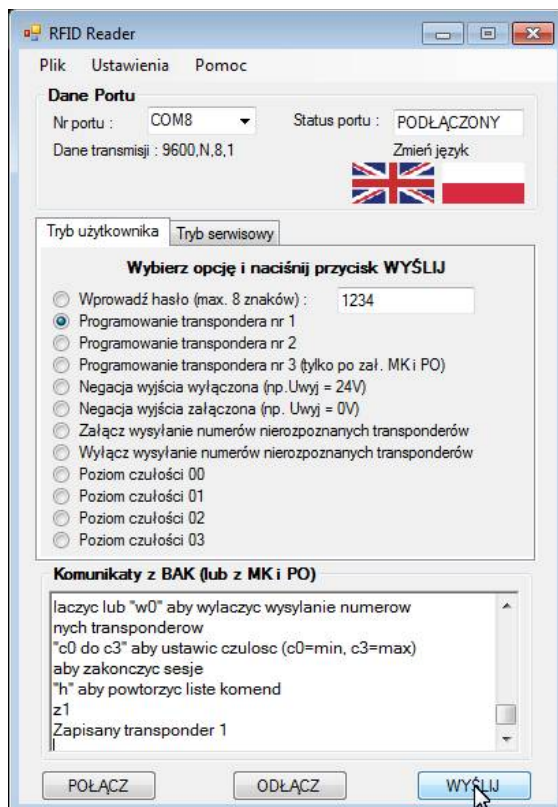 RFID Reader
Plik Ustawienia Pomoc
Dane Portu
Nr portu : COM8 Status portu : PODŁĄCZONY
Dane transmisji : 9600,N,8,1 Zmień język
Tryb użytkownika Tryb serwisowy
Wybierz opcję i naciśnij przycisk WYŚLIJ
Wprowadź hasło (max. 8 znaków) : 1234
Programowanie transpondera nr 1
Programowanie transpondera nr 2
Programowanie transpondera nr 3 (tylko po zał. MK i PO)
Negacja wyjścia wyłączona (np.Uwyj = 24V)
Negacja wyjścia załączona (np. Uwyj = 0V)
Załącz wysyłanie numerów nierozpoznanych transponderów
Wyłącz wysyłanie numerów nierozpoznanych transponderów
Poziom czułości 00
Poziom czułości 01
Poziom czułości 02
Poziom czułości 03
Komunikaty z BAK (lub z MK i PO)
laczyc lub "w0" aby wylaczyc wysylanie numerow
nych transponderow
"c0 do c3" aby ustawic czulosc (c0=min, c3=max)
aby zakonczyc sesje
"h" aby powtorzyc liste komend
z1
Zapisany transponder 1
POŁĄCZ ODŁĄCZ WYŚLIJ